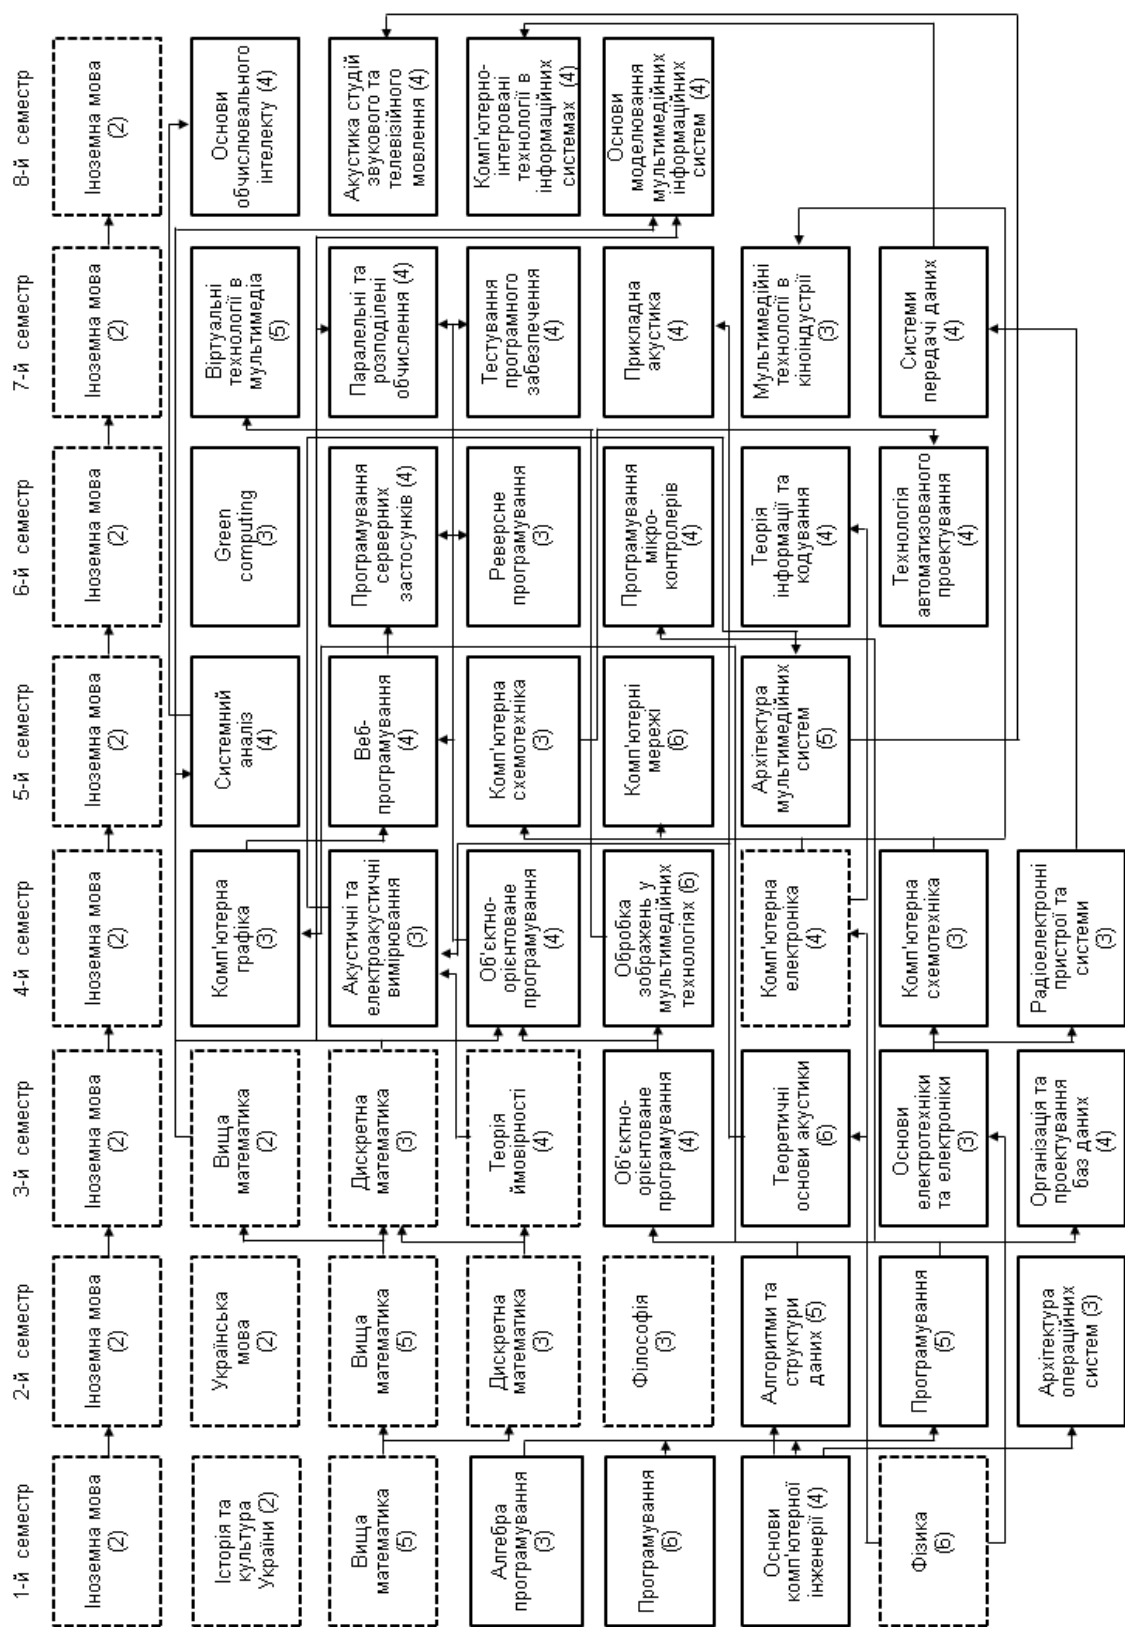 1-й семестр
Іноземна мова
(2)
Історія та
культура
України (2)
Вища
математика
(5)
Алгебра
програмування
(3)
Програмування
(6)
Основи
комп'ютерної
інженерії (4)
Фізика
(6)
2-й семестр
Іноземна мова
(2)
Українська
мова
(2)
Вища
математика
(5)
Дискретна
математика
(3)
Філософія
(3)
Алгоритми та
структури
даних (5)
Програмування
(5)
Архітектура
операційних
систем (3)
3-й семестр
Іноземна мова
(2)
Вища
математика
(2)
Дискретна
математика
(3)
Теорія
ймовірності
(4)
Об'єктно-
орієнтоване
програмування
(4)
Теоретичні
основи акустики
(6)
Основи
електротехніки
та електроніки
(3)
Організація та
проектування
баз даних
(4)
4-й семестр
Іноземна мова
(2)
Комп'ютерна
графіка
(3)
Акустичні та
електроакустичні
вимірювання
(3)
Об'єктно-
орієнтоване
програмування
(4)
Обробка
зображень у
мультимедійних
технологіях (6)
Комп'ютерна
електроніка
(4)
Комп'ютерна
схемотехніка
(3)
Радіоелектронні
пристрої та
системи
(3)
5-й семестр
Іноземна мова
(2)
Системний
аналіз
(4)
Веб-
програмування
(4)
Комп'ютерна
схемотехніка
(3)
Комп'ютерні
мережі
(6)
Архітектура
мультимедійних
систем
(5)
6-й семестр
Іноземна мова
(2)
Green
computing
(3)
Програмування
серверних
застосунків (4)
Реверсне
програмування
(3)
Програмування
мікро-
контролерів
(4)
Теорія
інформації та
кодування
(4)
Технологія
автоматизованого
проектування
(4)
7-й семестр
Іноземна мова
(2)
Віртуальні
технології в
мультимедіа
(5)
Паралельні та
розподілені
обчислення (4)
Тестування
програмного
забезпечення
(4)
Прикладна
акустика
(4)
Мультимедійні
технології в
кіноіндустрії
(3)
Системи
передачі даних
(4)
8-й семестр
Іноземна мова
(2)
Основи
обчислювального
інтелекту (4)
Акустика студій
звукового та
телевізійного
мовлення (4)
Комп'ютерно-
інтегровані
технології в
інформаційних
системах (4)
Основи
моделювання
мультимедійних
інформаційних
систем (4)